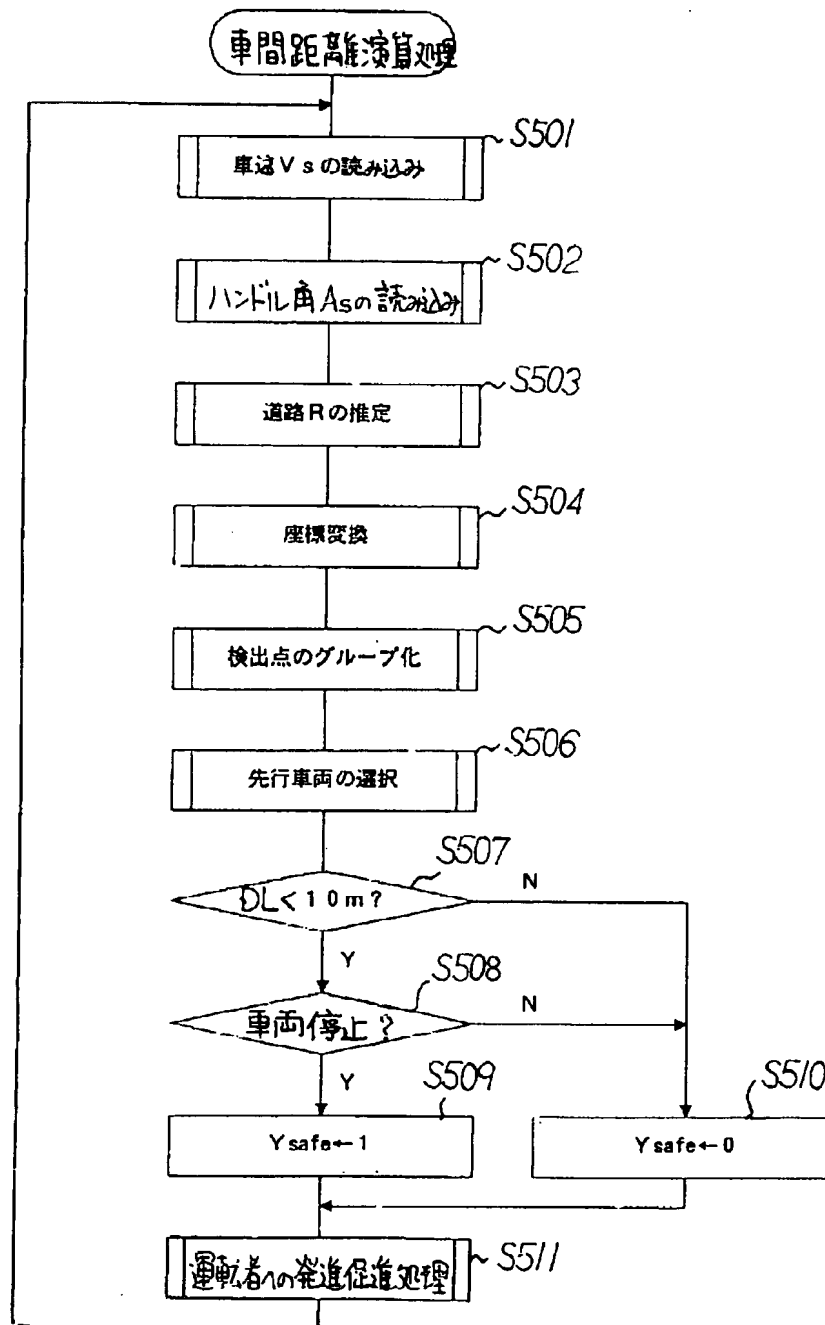 車間距離演算処理
S501
車速Vsの読み込み
S502
ハンドル角Asの読み込み
S503
道路Rの推定
S504
座標変換
S505
検出点のグループ化
S506
先行車両の選択
S507
DL<10m?
N
Y
S508
車両停止?
N
Y
S509
Ysafe←1
S510
Ysafe←0
S511
運転者への発進促進処理